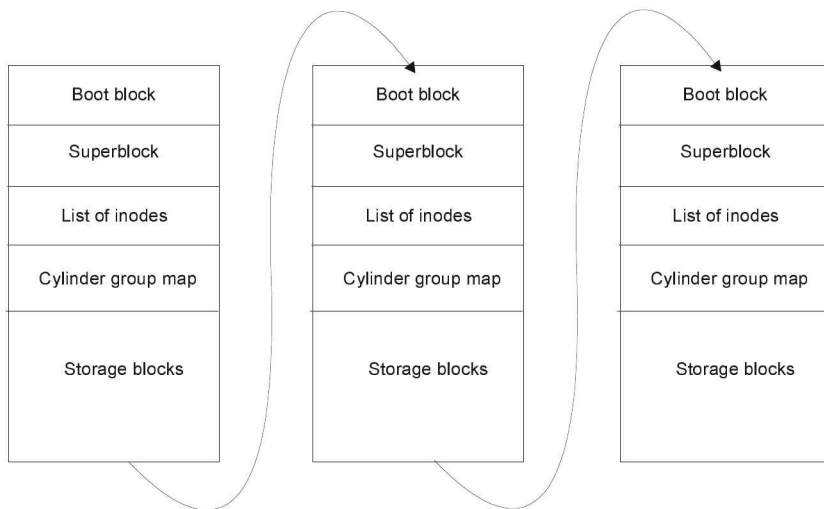 Boot block
Superblock
List of inodes
Cylinder group map
Storage blocks
Boot block
Superblock
List of inodes
Cylinder group map
Storage blocks
Boot block
Superblock
List of inodes
Cylinder group map
Storage blocks